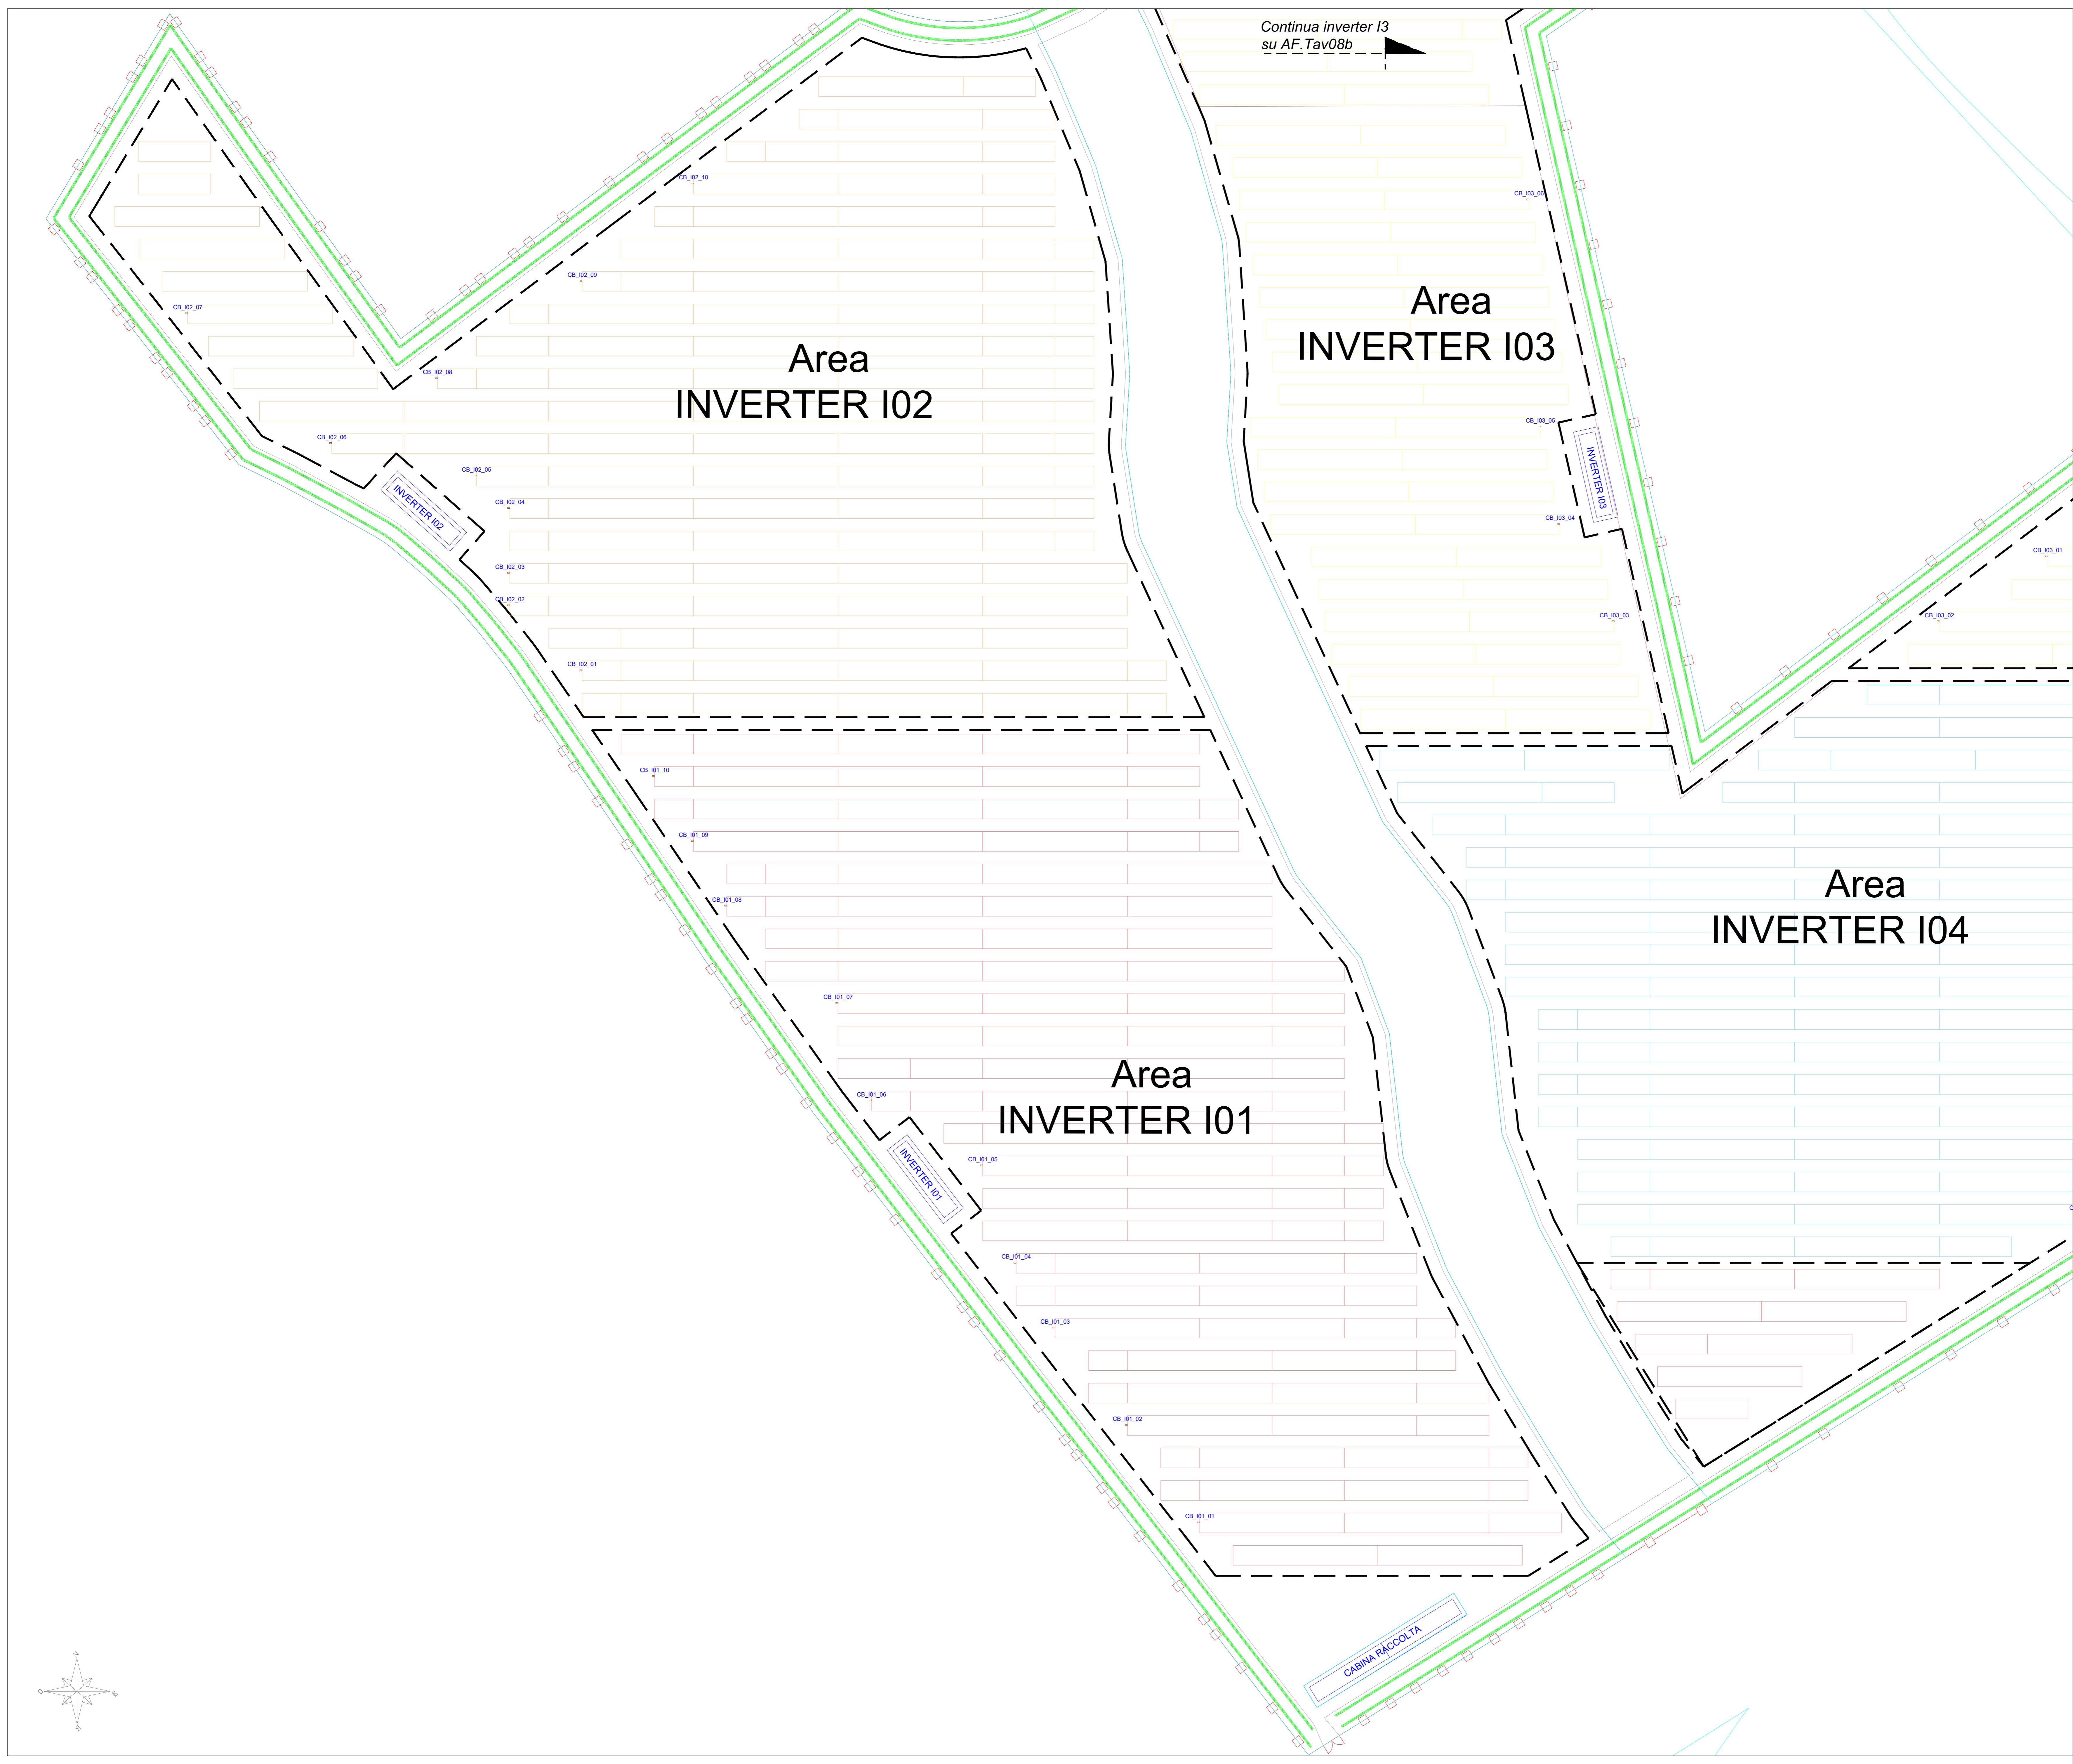 Continua inverter I3
su AF.Tav08b
CB_I02_10
CB_I03_06
CB_I02_09
Area
INVERTER I03
CB_I02_07
Area
INVERTER I02
CB_I02_08
CB_I03_05
CB_I02_06
CB_I02_05
INVERTER I03
INVERTER I02
CB_I02_04
CB_I03_04
CB_I03_01
CB_I02_03
CB_I02_02
CB_I03_03
CB_I03_02
CB_I02_01
CB_I01_10
CB_I01_09
Area
INVERTER I04
CB_I01_08
CB_I01_07
Area
INVERTER I01
CB_I01_06
CB_I01_05
INVERTER I01
C
CB_I01_04
CB_I01_03
CB_I01_02
CB_I01_01
CABINA RACCOLTA
N
O
E
S